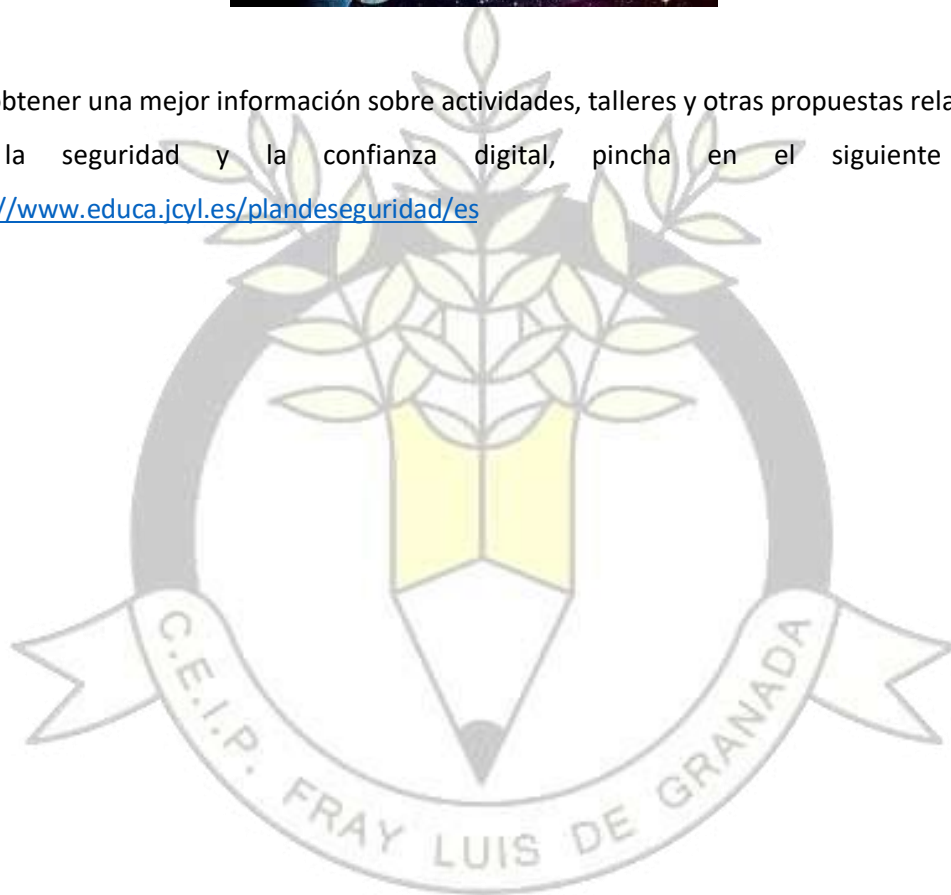 btener una mejor información sobre actividades, talleres y otras propuestas rela
la seguridad y la confianza digital, pincha en el siguiente
//www.educa.jcyl.es/plandeseguridad/es
C.E.I.P. FRAY LUIS DE GRANADA